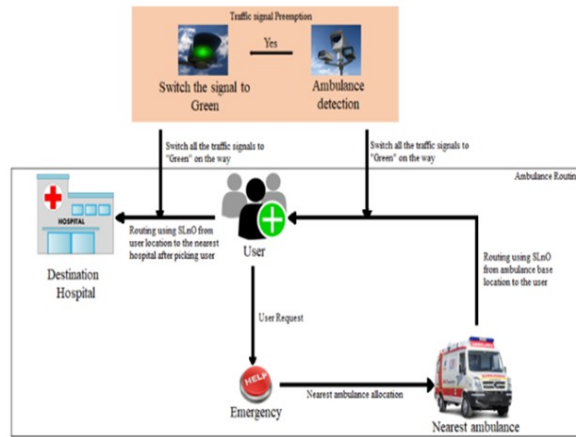 Traffic signal Preemption
Yes
Switch the signal to
Green
Ambulance
detection
Switch all the traffic signals to
"Green" on the way
Switch all the traffic signals to
"Green" on the way
Ambulance Routin
HOSPITAL
Routing using SLnO from
user location to the nearest
hospital after picking user
User
Destination
Hospital
Routing using SLnO
from ambulance base
location to the user
User Request
HELP
Emergency
Nearest ambulance allocation
Nearest ambulance